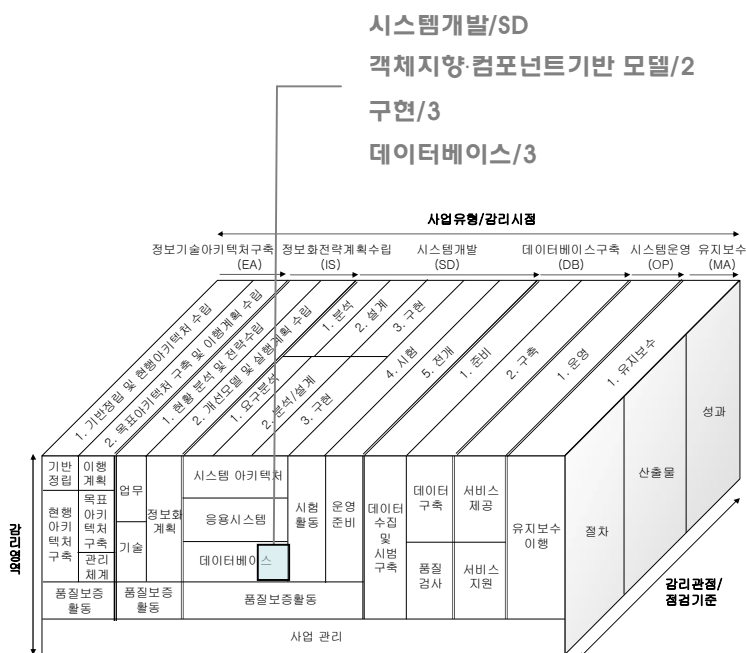 시스템개발/SD
객체지향·컴포넌트기반 모델/2
구현/3
데이터베이스/3
사업유형/감리시점
정보기술아키텍처구축
(EA)
정보화전략계획수립
(IS)
시스템개발
(SD)
데이터베이스구축
(DB)
시스템운영
(OP)
유지보수
(MA)
1. 기반정립 및 현행아키텍처 수립
2. 목표아키텍처 구축 및 이행계획 수립
1. 현황 분석 및 전략수립
2. 개선모델 및 실행계획 수립
1. 분석
2. 설계
3. 구현
1. 요구분석
2. 분석/설계
3. 구현
4. 시험
5. 전개
1. 준비
2. 구축
1. 운영
1. 유지보수
감리영역
기반
정립
이행
계획
현행
아키
텍처
구축
목표
아키
텍처
구축
관리
체계
업무
기술
정보화
계획
시스템 아키텍처
응용시스템
데이터베이스
시험
활동
운영
준비
데이터
수집
및
시범
구축
데이터
구축
품질
검사
서비스
제공
서비스
지원
유지보수
이행
품질보증
활동
품질보증
활동
품질보증활동
사업 관리
절차
산출물
성과
감리관점/
점검기준